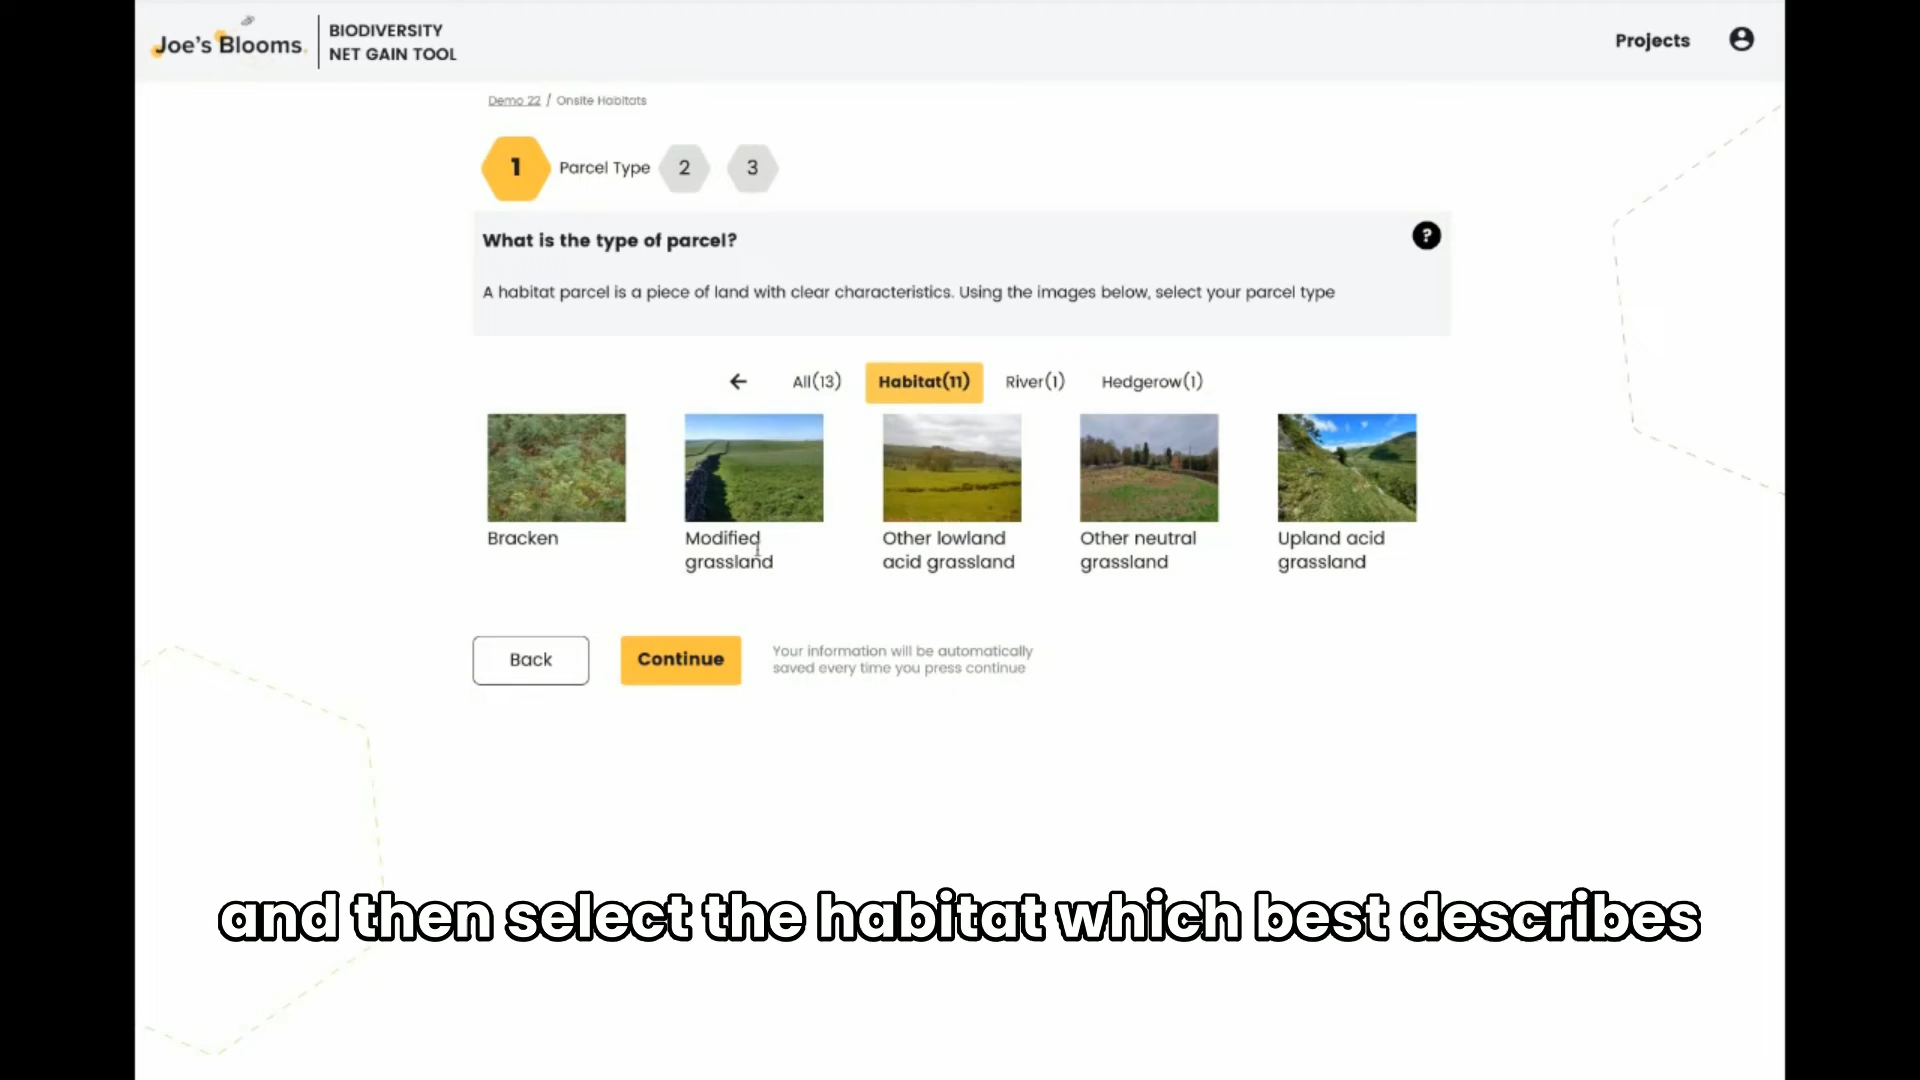 Joe's Blooms.
BIODIVERSITY
NET GAIN TOOL
Projects
Demo 22 / Onsite Habitats
1 Parcel Type 2 3
What is the type of parcel?
?
A habitat parcel is a piece of land with clear characteristics. Using the images below, select your parcel type
All(13) Habitat(11) River(1) Hedgerow(1)
Bracken
Modified
grassland
Other lowland
acid grassland
Other neutral
grassland
Upland acid
grassland
Back
Continue
Your information will be automatically
saved every time you press continue
and then select the habitat which best describes